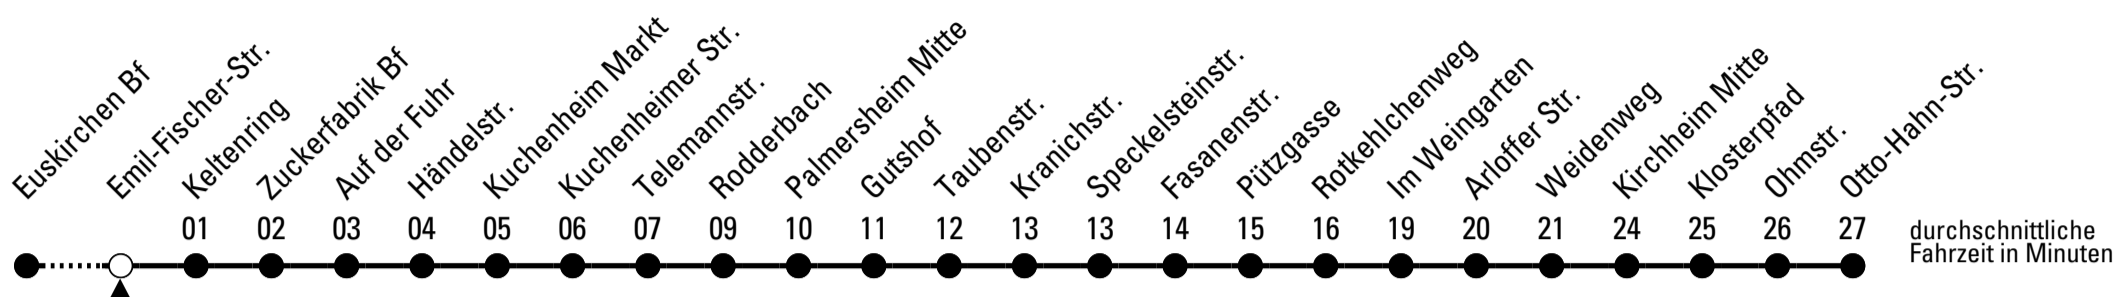 Euskirchen Bf
Emil-Fischer-Str.
Keltenring
Zuckerfabrik Bf
Auf der Fuhr
Händelstr.
Kuchenheim Markt
Kuchenheimer Str.
Telemannstr.
Rodderbach
Palmersheim Mitte
Gutshof
Taubenstr.
Kranichstr.
Speckelsteinstr.
Fasanenstr.
Pützgasse
Rotkehlchenweg
Im Weingarten
Arloffer Str.
Weidenweg
Kirchheim Mitte
Klosterpfad
Ohmstr.
Otto-Hahn-Str.
01 02 03 04 05 06 07 09 10 11 12 13 13 14 15 16 19 20 21 24 25 26 27
durchschnittliche
Fahrzeit in Minuten